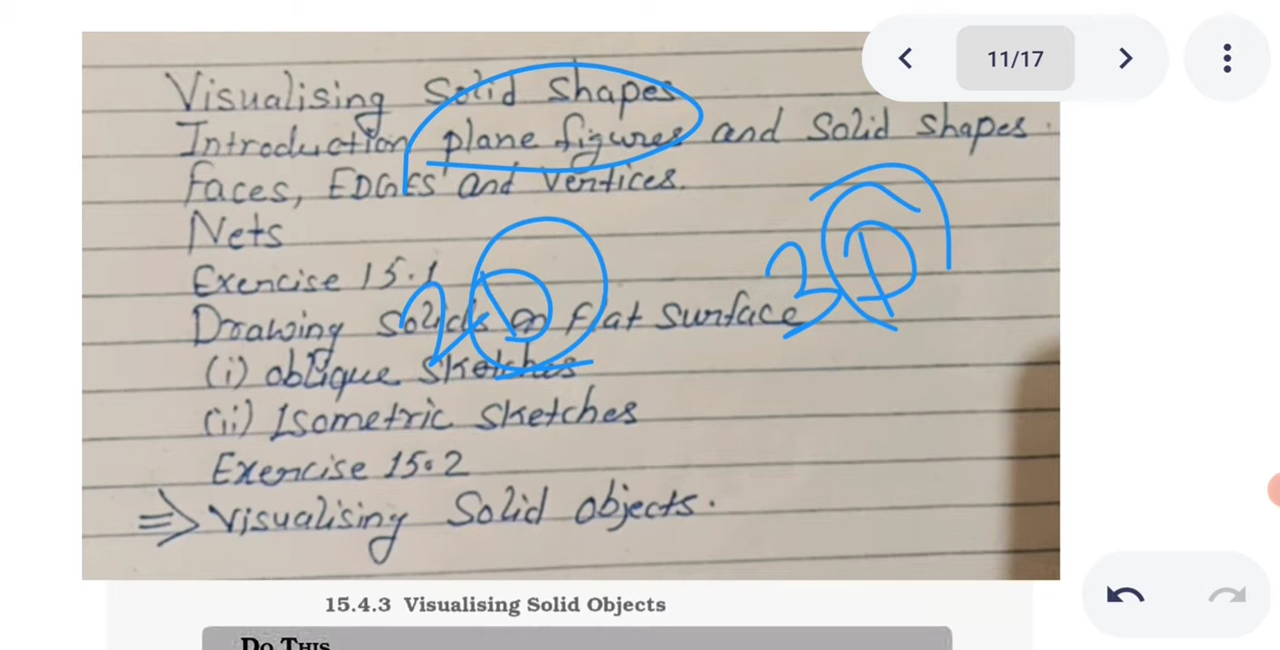 11/17
Visualising Solid Shapes
Introduction plane figures and Solid Shapes.
Faces, EDGES and Vertices.
Nets
Exercise 15.1
2D 3D
Drawing Solids on flat surface
(i) oblique Sketches
(ii) Isometric Sketches
Exercise 15.2
⇒ Visualising Solid objects.
15.4.3 Visualising Solid Objects
DO THIS